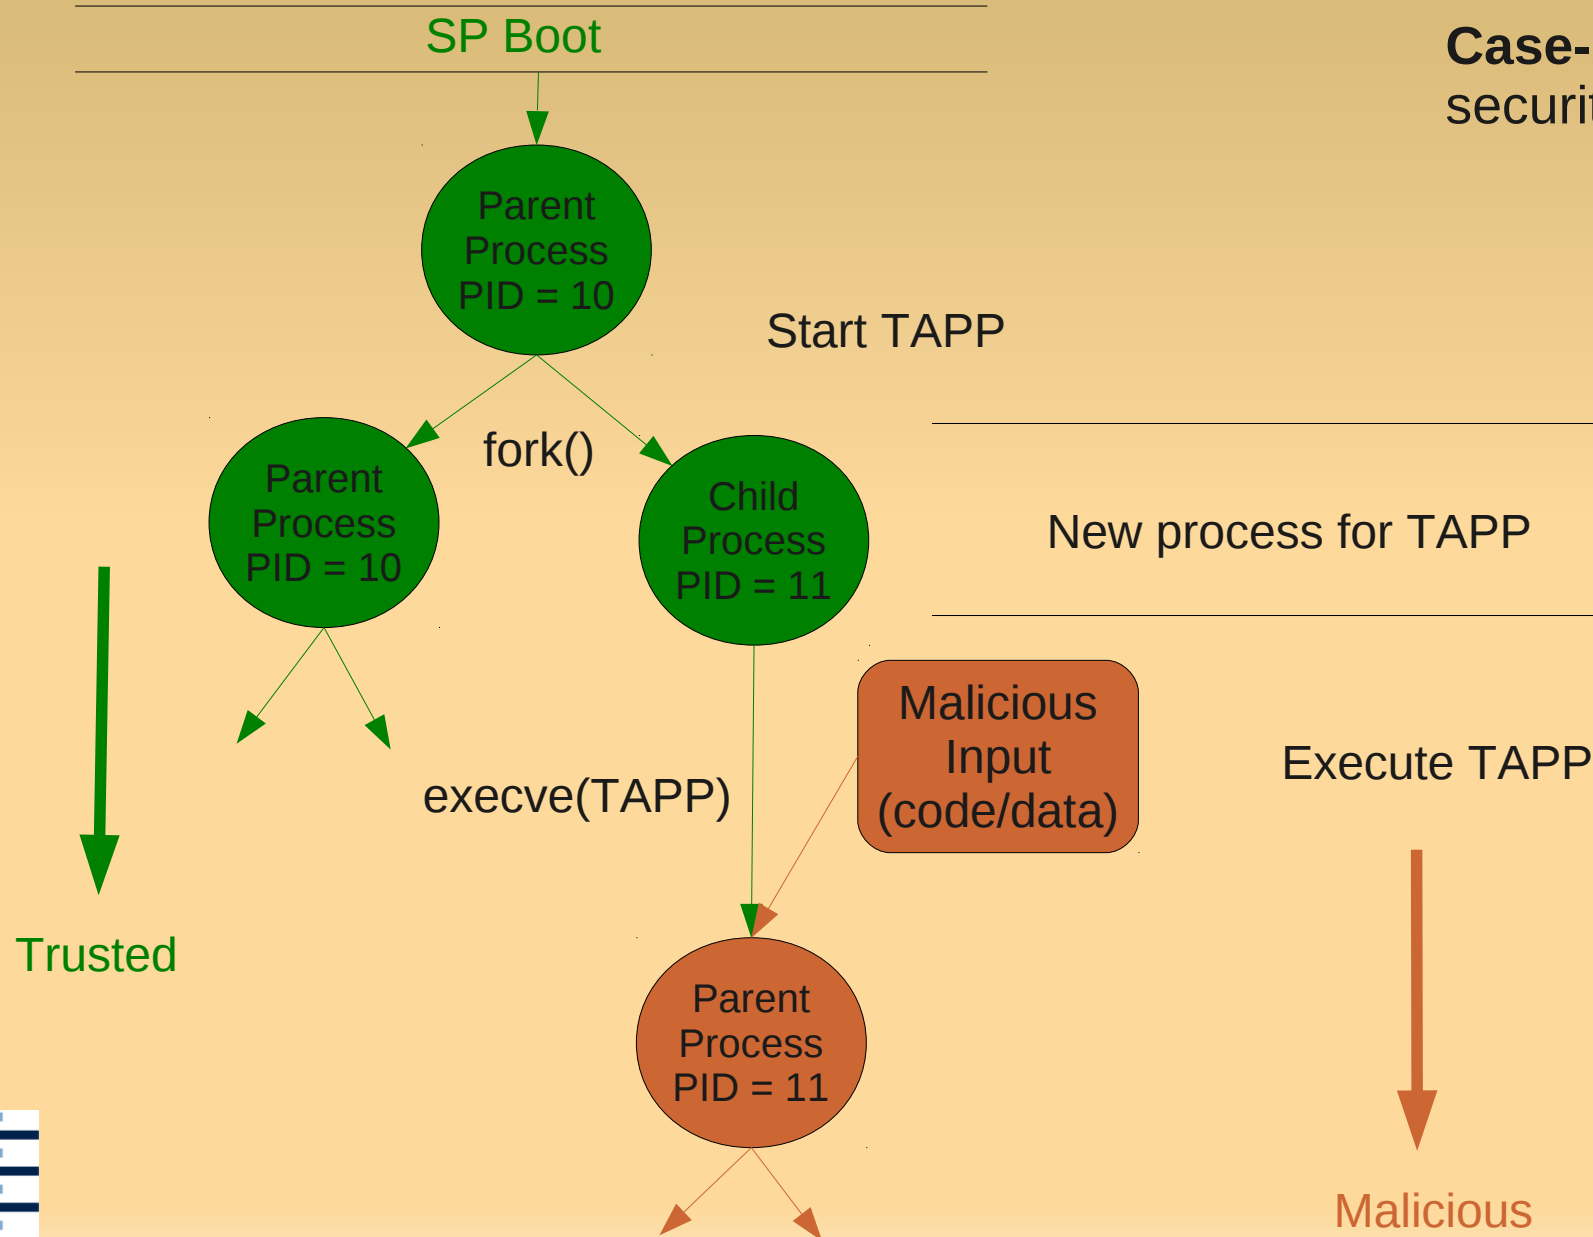 SP Boot
Case-
securit
Parent
Process
PID = 10
Start TAPP
fork()
Parent
Process
PID = 10
Child
Process
PID = 11
New process for TAPP
Malicious
Input
(code/data)
Execute TAPP
execve(TAPP)
Trusted
Parent
Process
PID = 11
Malicious